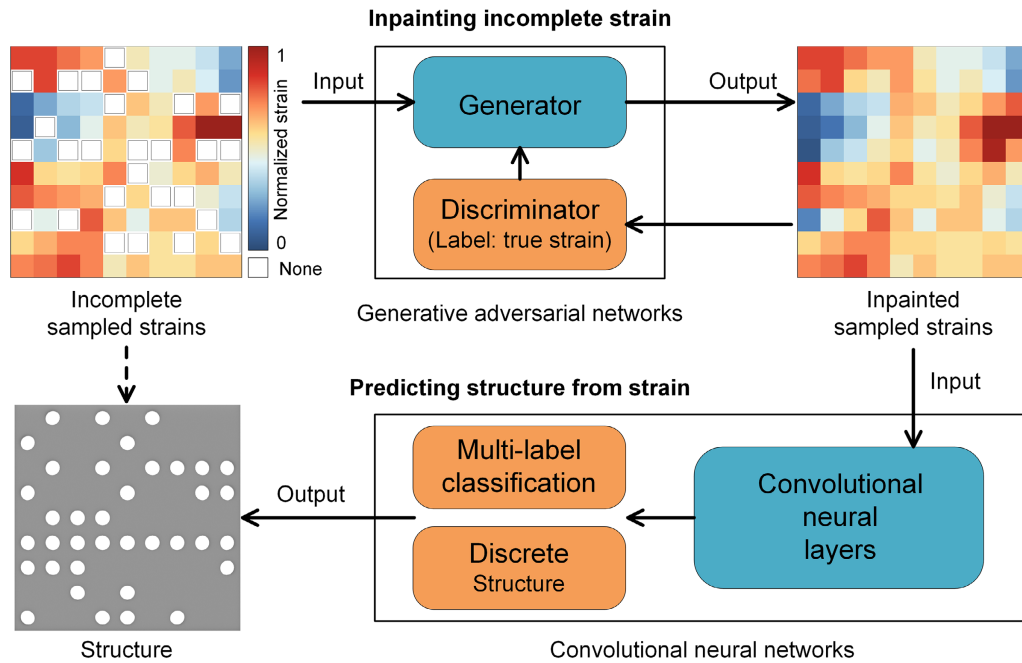 Inpainting incomplete strain
1
Normalized strain
0
None
Input
Generator
Output
Discriminator
(Label: true strain)
Incomplete
sampled strains
Generative adversarial networks
Inpainted
sampled strains
Predicting structure from strain
Input
Multi-label
classification
Convolutional
neural
layers
Output
Discrete
Structure
Structure
Convolutional neural networks